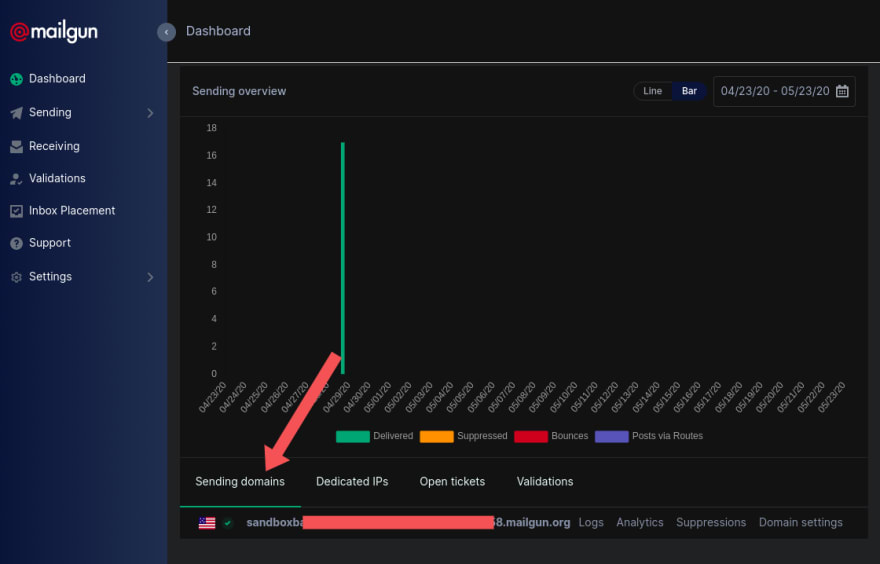 mailgun
Dashboard
Dashboard
Sending
Receiving
Validations
Inbox Placement
Support
Settings
Sending overview
Line Bar 04/23/20 - 05/23/20
18
16
14
12
10
8
6
4
2
0
04/23/20 04/24/20 04/25/20 04/26/20 04/27/20 04/29/20 04/30/20 05/01/20 05/02/20 05/03/20 05/04/20 05/05/20 05/06/20 05/07/20 05/08/20 05/09/20 05/10/20 05/11/20 05/12/20 05/13/20 05/14/20 05/15/20 05/16/20 05/17/20 05/18/20 05/19/20 05/20/20 05/21/20 05/22/20 05/23/20
Delivered Suppressed Bounces Posts via Routes
Sending domains Dedicated IPs Open tickets Validations
sandboxba 8.mailgun.org Logs Analytics Suppressions Domain settings